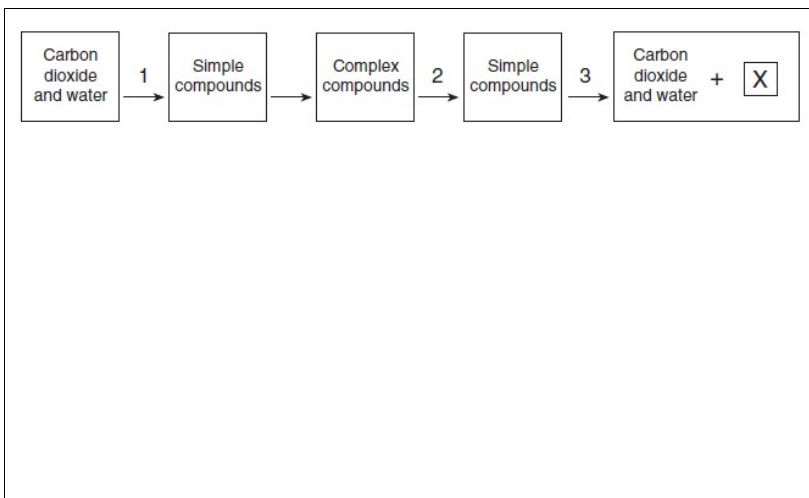 Carbon
dioxide
and water
1
Simple
compounds
Complex
compounds
2
Simple
compounds
3
Carbon
dioxide
and water
+
X